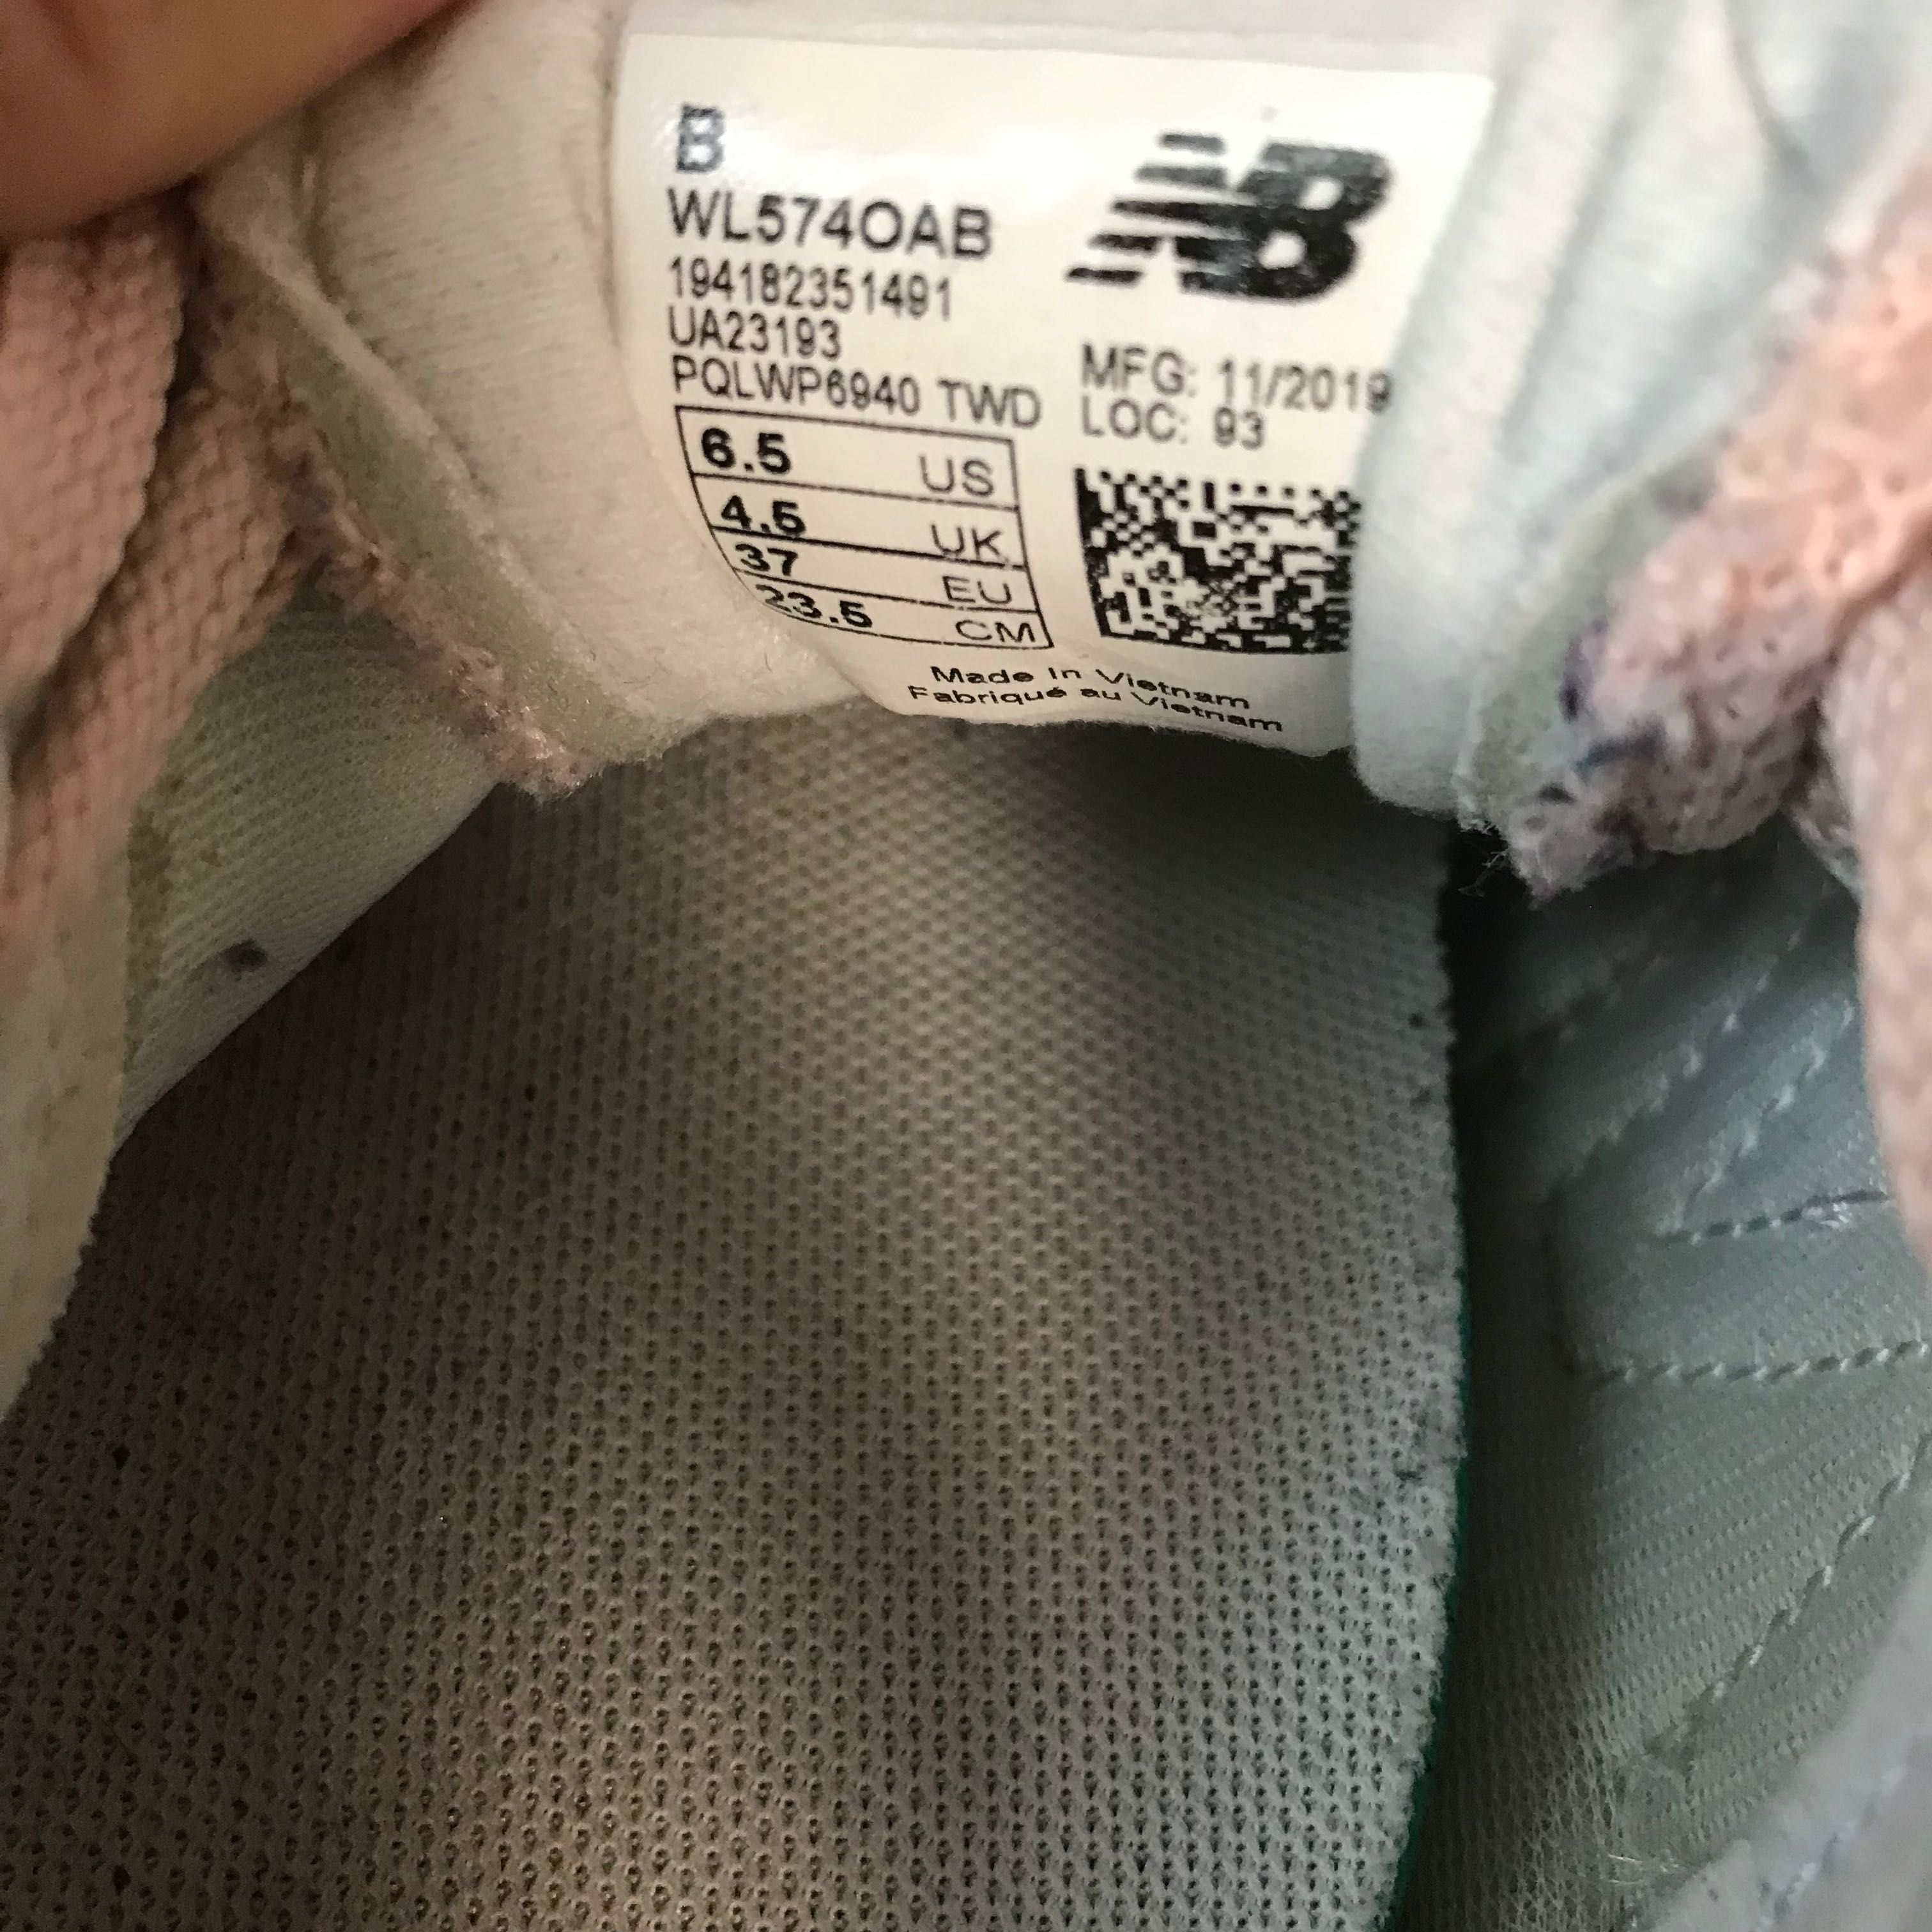 B
WL574OAB
194182351491
UA23193
PQLWP6940 TWD
NB
MFG: 11/2019
LOC: 93
6.5 US
4.5 UK
37 EU
23.5 CM
Made In Vietnam
Fabriqué au Vietnam